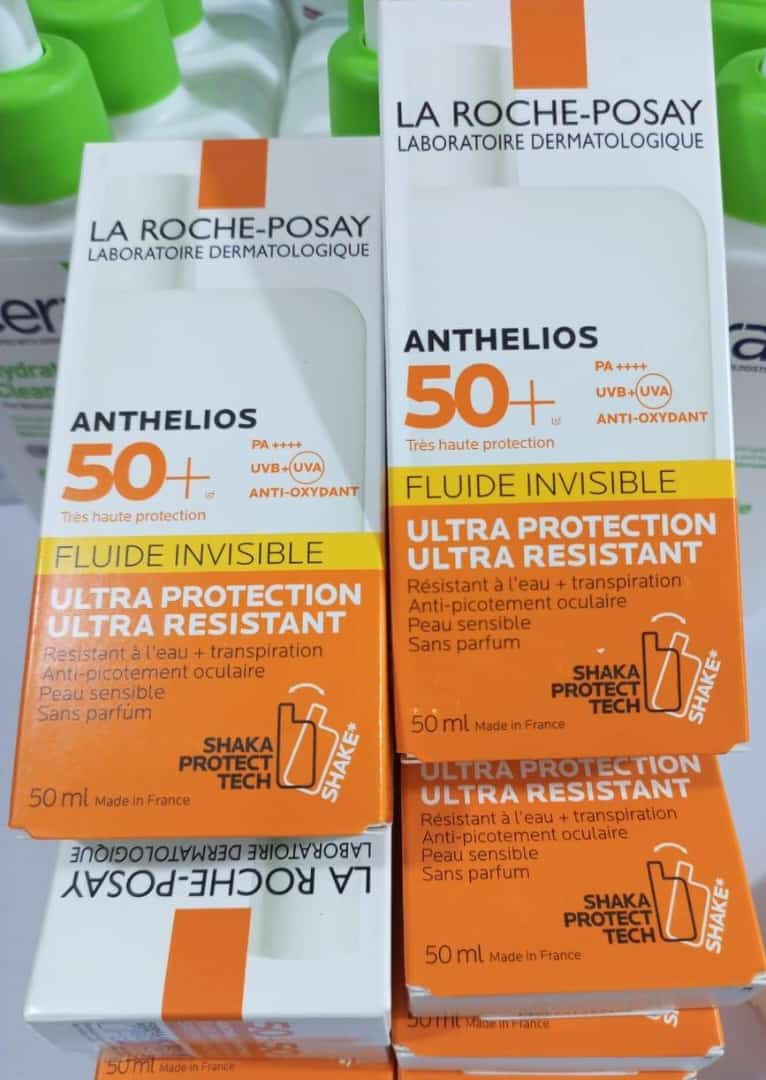 LA ROCHE-POSAY
LABORATOIRE DERMATOLOGIQUE
ANTHELIOS
50+
Très haute protection
PA ++++
UVB+UVA
ANTI-OXYDANT
FLUIDE INVISIBLE
ULTRA PROTECTION
ULTRA RESISTANT
Résistant à l'eau + transpiration
Anti-picotement oculaire
Peau sensible
Sans parfum
SHAKA
PROTECT
TECH
SHAKE*
50 ml Made in France
LA ROCHE-POSAY
LABORATOIRE DERMATOLOGIQUE
ANTHELIOS
50+
Très haute protection
PA ++++
UVB+UVA
ANTI-OXYDANT
FLUIDE INVISIBLE
ULTRA PROTECTION
ULTRA RESISTANT
Résistant à l'eau + transpiration
Anti-picotement oculaire
Peau sensible
Sans parfum
SHAKA
PROTECT
TECH
SHAKE*
50 ml Made in France
LA ROCHE-POSAY
LABORATOIRE DERMATOLOGIQUE
ULTRA PROTECTION
ULTRA RESISTANT
Résistant à l'eau + transpiration
Anti-picotement oculaire
Peau sensible
Sans parfum
SHAKA
PROTECT
TECH
SHAKE*
50 ml Made in France
50 ml Made in France
50 ml Made in France